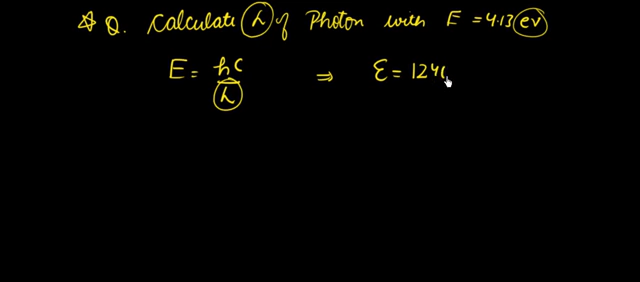 ☆ Q. Calculate λ of Photon with E = 4.13 ev
E = hc / λ ⇒ E = 124